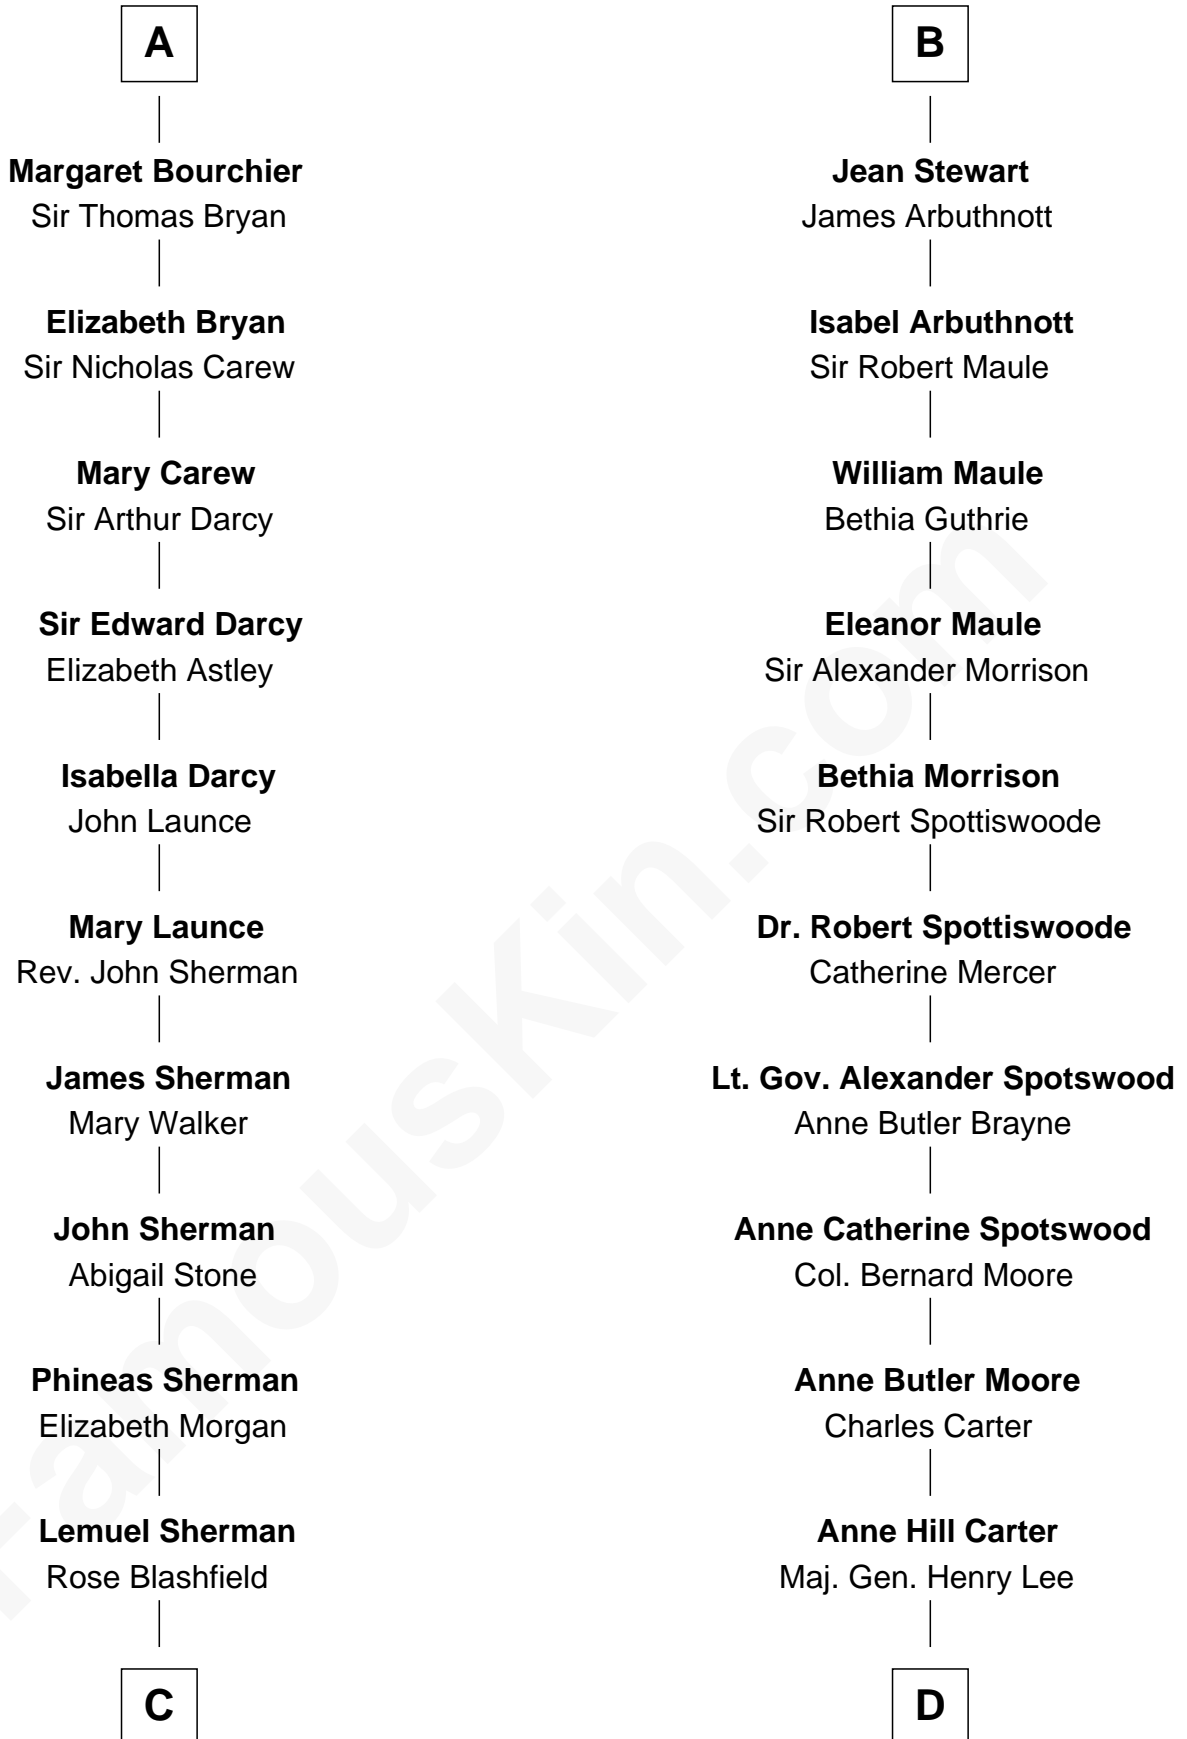 A
Margaret Bourchier
Sir Thomas Bryan
Elizabeth Bryan
Sir Nicholas Carew
Mary Carew
Sir Arthur Darcy
Sir Edward Darcy
Elizabeth Astley
Isabella Darcy
John Launce
Mary Launce
Rev. John Sherman
James Sherman
Mary Walker
John Sherman
Abigail Stone
Phineas Sherman
Elizabeth Morgan
Lemuel Sherman
Rose Blashfield
C
B
Jean Stewart
James Arbuthnott
Isabel Arbuthnott
Sir Robert Maule
William Maule
Bethia Guthrie
Eleanor Maule
Sir Alexander Morrison
Bethia Morrison
Sir Robert Spottiswoode
Dr. Robert Spottiswoode
Catherine Mercer
Lt. Gov. Alexander Spotswood
Anne Butler Brayne
Anne Catherine Spotswood
Col. Bernard Moore
Anne Butler Moore
Charles Carter
Anne Hill Carter
Maj. Gen. Henry Lee
D
FamousKin.com